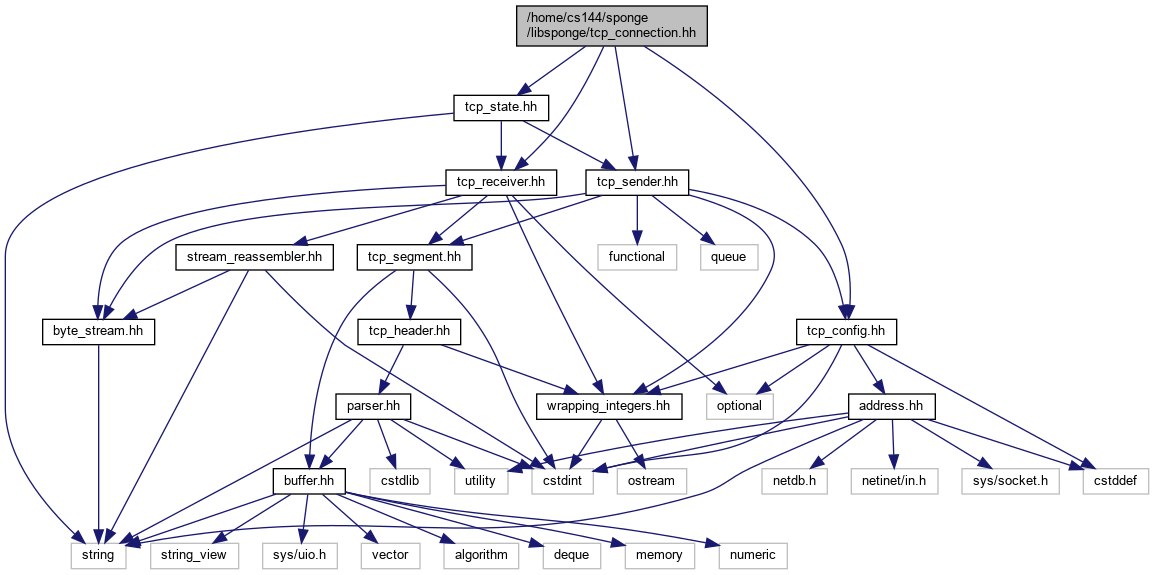 /home/cs144/sponge
/libsponge/tcp_connection.hh
tcp_state.hh
tcp_receiver.hh
tcp_sender.hh
stream_reassembler.hh
tcp_segment.hh
functional
queue
byte_stream.hh
tcp_header.hh
tcp_config.hh
parser.hh
wrapping_integers.hh
optional
address.hh
buffer.hh
cstdlib
utility
cstdint
ostream
netdb.h
netinet/in.h
sys/socket.h
cstddef
string
string_view
sys/uio.h
vector
algorithm
deque
memory
numeric